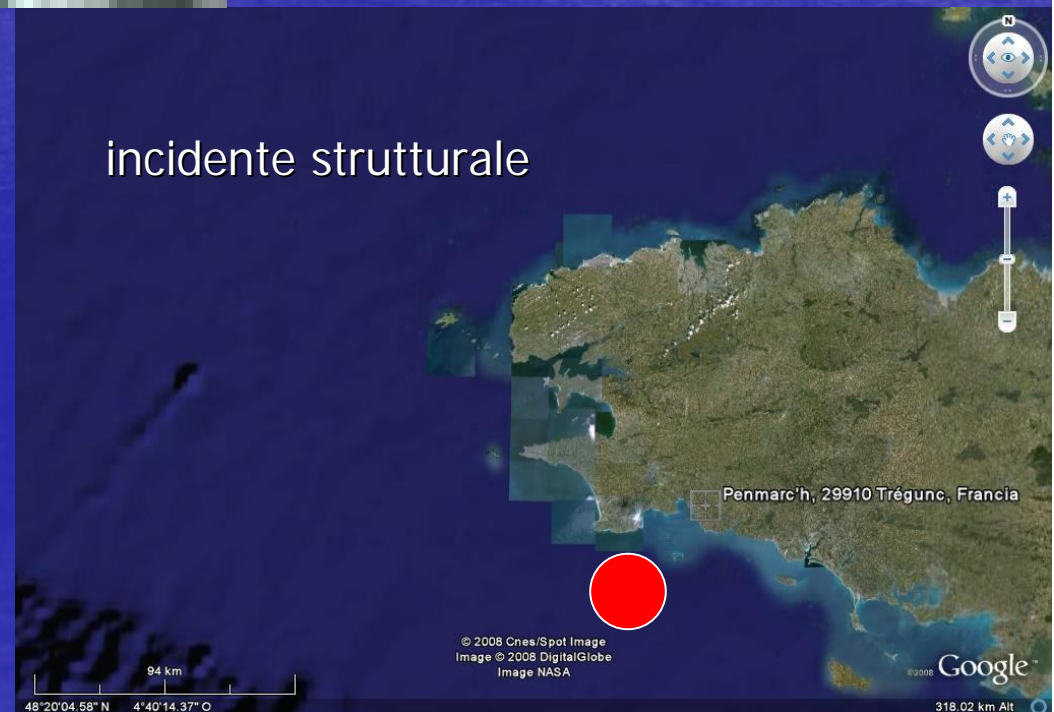 N
incidente strutturale
Penmarc'h, 29910 Trégunc, Francia
© 2008 Cnes/Spot Image
Image © 2008 DigitalGlobe
Image NASA
©2008 Google™
94 km
48°20'04.58" N 4°40'14.37" O
318.02 km Alt